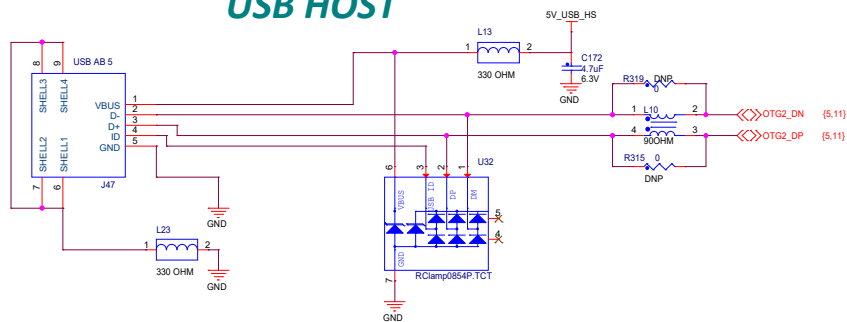 USB HOST
5V_USB_HS
L13
1 2
330 OHM
C172
4.7uF
6.3V
GND
USB AB 5
8 9
SHELL3 SHELL4
SHELL2 SHELL1
7 6
VBUS 1
D- 2
D+ 3
ID 4
GND 5
J47
R319 DNP
0
1 L10 2
OTG2_DN {5,11}
4 90OHM 3
OTG2_DP {5,11}
R315 0
DNP
U32
6 3 2 1
VBUS USB ID DP DM
5
4
GND
7
RClamp0854P.TCT
GND
GND
L23
1 2
330 OHM
GND